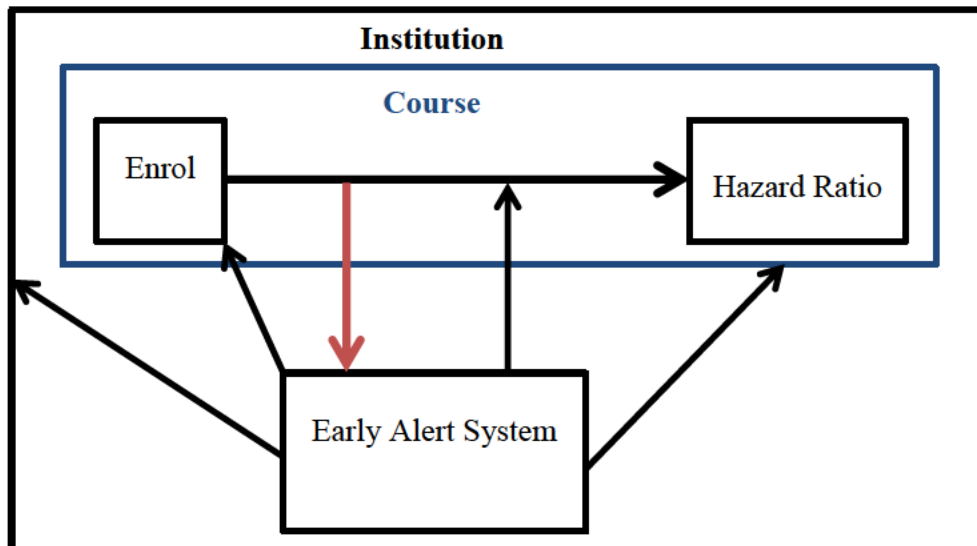 Institution
Course
Enrol
Hazard Ratio
Early Alert System